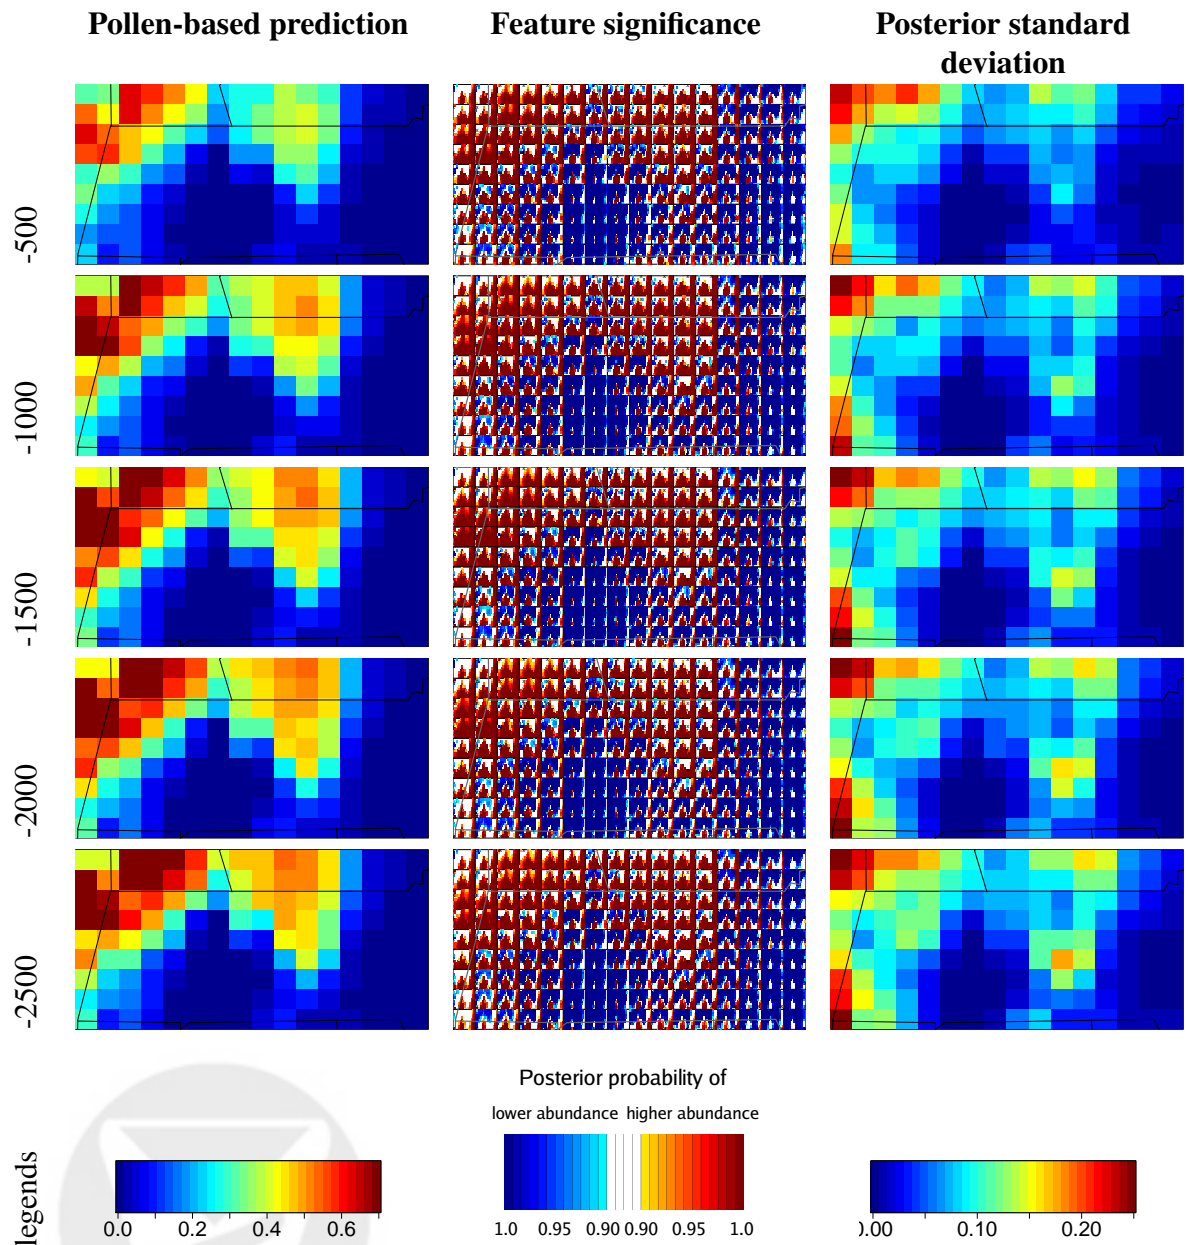 Pollen-based prediction
Feature significance
Posterior standard
deviation
-500
-1000
-1500
-2000
-2500
legends
Posterior probability of
lower abundance higher abundance
0.0 0.2 0.4 0.6
1.0 0.95 0.90 0.90 0.95 1.0
0.00 0.10 0.20